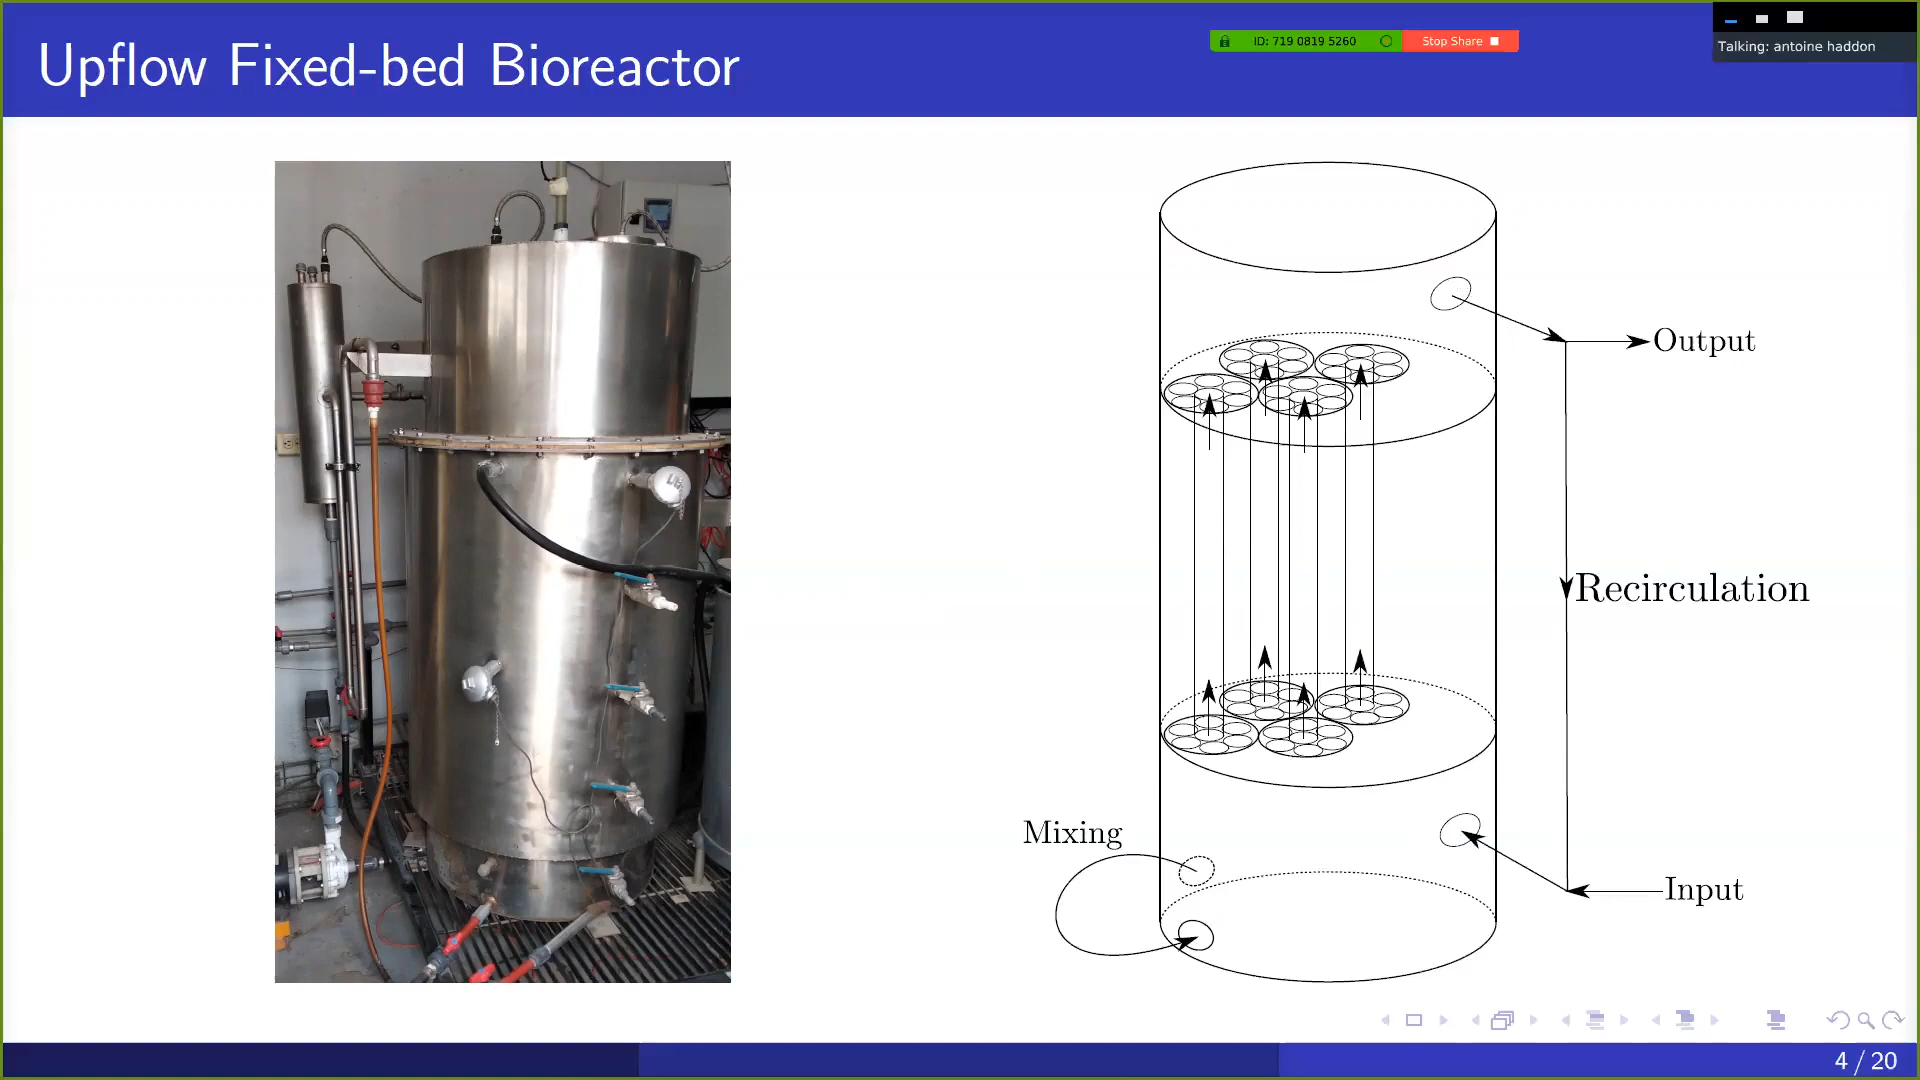 Upflow Fixed-bed Bioreactor
ID: 719 0819 5260
Stop Share
Talking: antoine haddon
Output
Recirculation
Mixing
Input
4 / 20